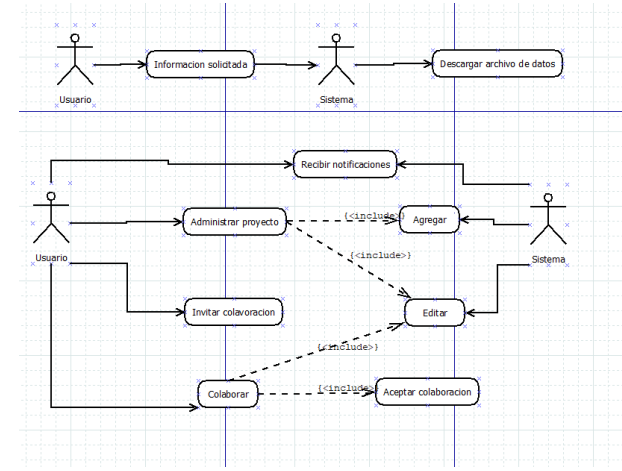 Informacion solicitada
Descargar archivo de datos
Usuario
Sistema
Recibir notificaciones
Administrar proyecto
{<include>}
Agregar
{<include>}
Usuario
Sistema
Invitar colavoracion
Editar
{<include>}
Colaborar
{<include>}
Aceptar colaboracion